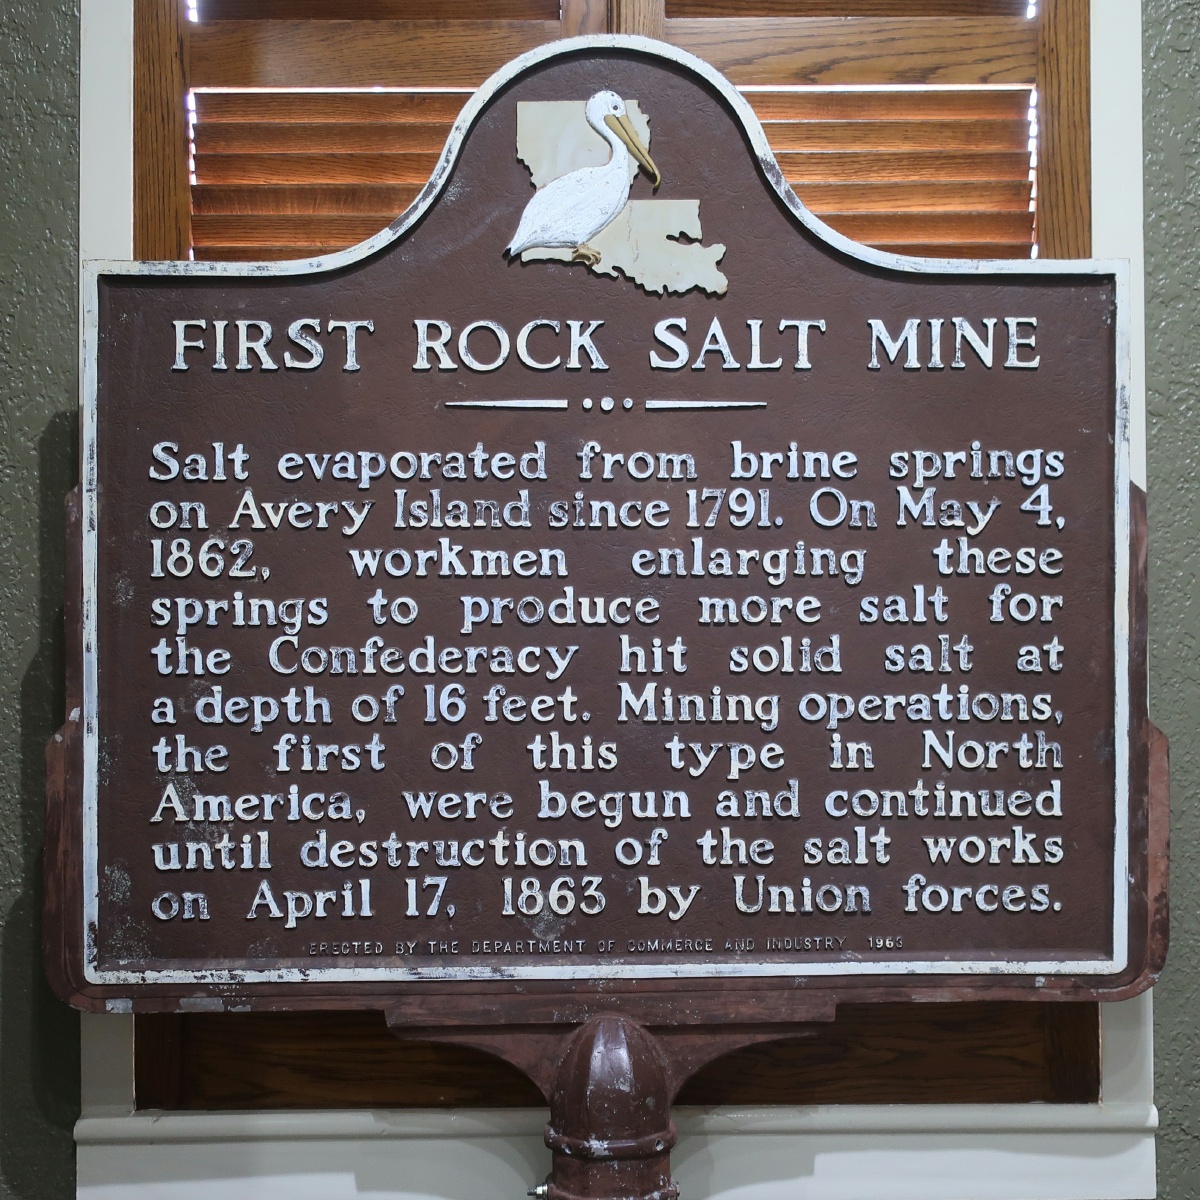 FIRST ROCK SALT MINE
Salt evaporated from brine springs
on Avery Island since 1791. On May 4,
1862, workmen enlarging these
springs to produce more salt for
the Confederacy hit solid salt at
a depth of 16 feet. Mining operations,
the first of this type in North
America, were begun and continued
until destruction of the salt works
on April 17, 1863 by Union forces.
ERECTED BY THE DEPARTMENT OF COMMERCE AND INDUSTRY 1963